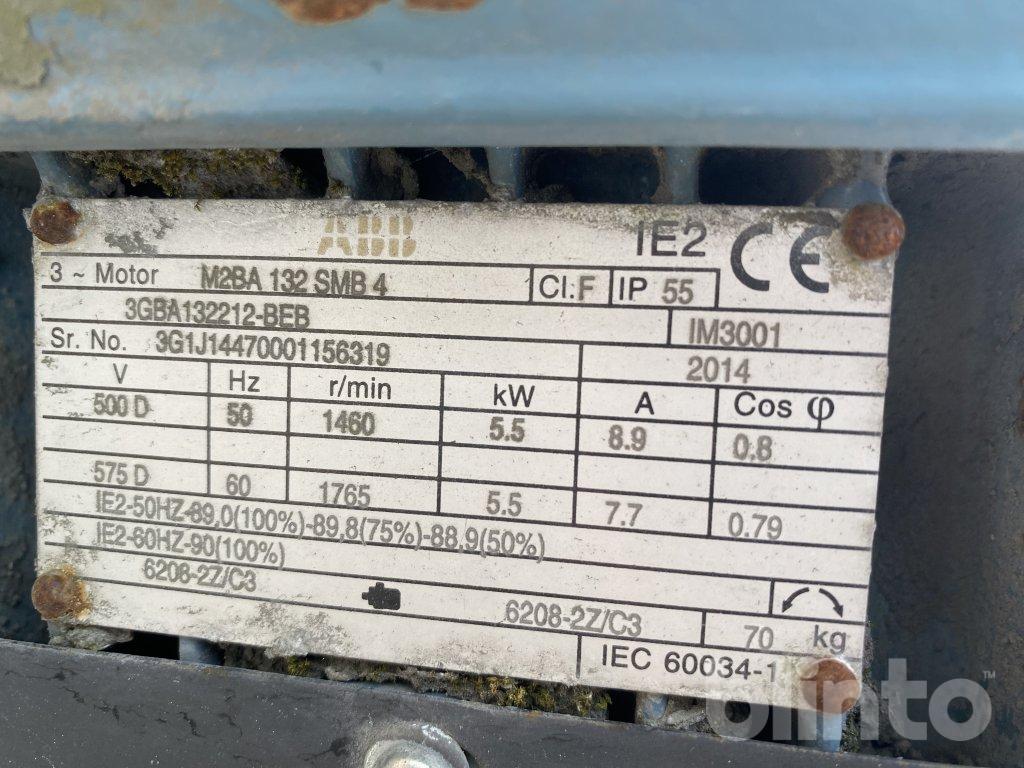 ABB IE2 CE
3 ~ Motor M2BA 132 SMB 4 Cl:F IP 55
3GBA132212-BEB IM3001
Sr. No. 3G1J14470001156319 2014
V Hz r/min kW A Cos φ
500 D 50 1460 5.5 8.9 0.8
575 D 60 1765 5.5 7.7 0.79
IE2-50HZ-89,0(100%)-89,8(75%)-88,9(50%)
IE2-60HZ-90(100%)
6208-2Z/C3 6208-2Z/C3 70 kg
IEC 60034-1
blinto™